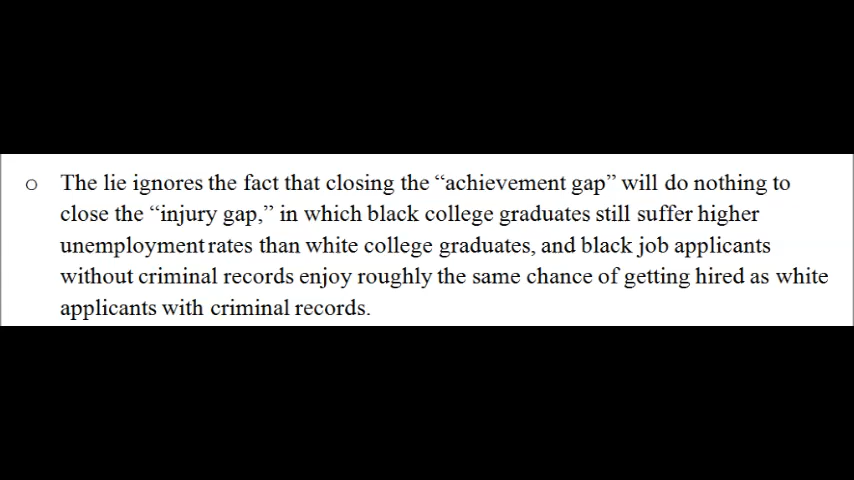 ○ The lie ignores the fact that closing the “achievement gap” will do nothing to
close the “injury gap,” in which black college graduates still suffer higher
unemployment rates than white college graduates, and black job applicants
without criminal records enjoy roughly the same chance of getting hired as white
applicants with criminal records.